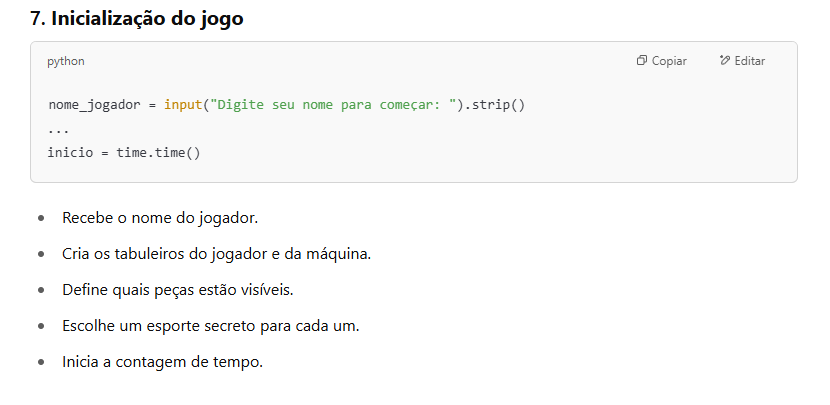 7. Inicialização do jogo
python
Copiar
Editar
nome_jogador = input("Digite seu nome para começar: ").strip()
...
inicio = time.time()
Recebe o nome do jogador.
Cria os tabuleiros do jogador e da máquina.
Define quais peças estão visíveis.
Escolhe um esporte secreto para cada um.
Inicia a contagem de tempo.